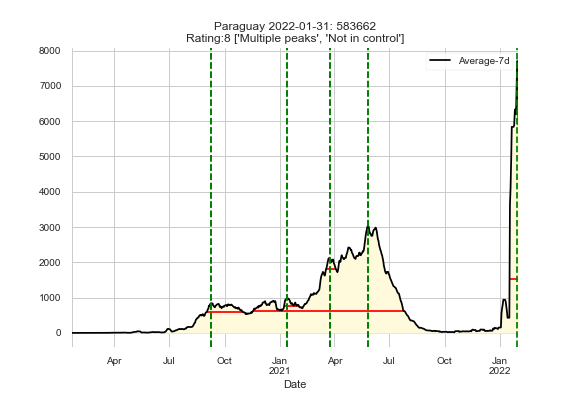 Paraguay 2022-01-31: 583662
Rating:8 ['Multiple peaks', 'Not in control']
Average-7d
8000
7000
6000
5000
4000
3000
2000
1000
0
Apr Jul Oct Jan Apr Jul Oct Jan
2021 2022
Date